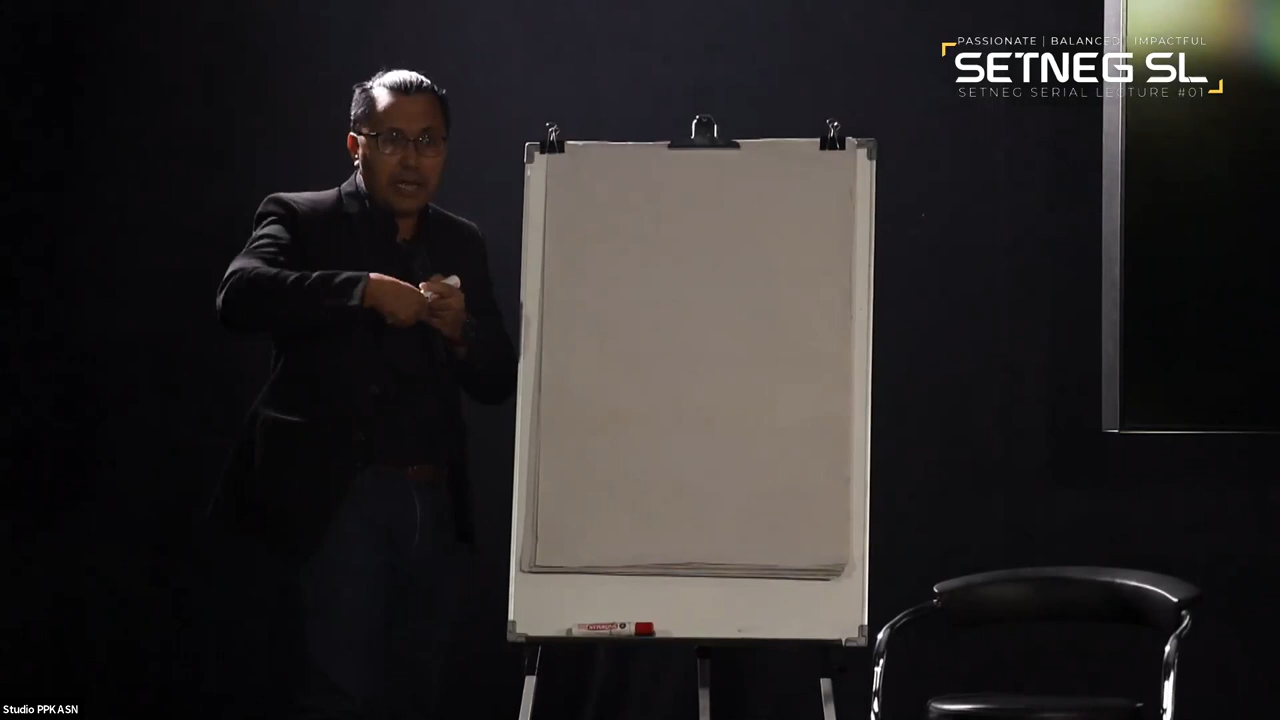 PASSIONATE | BALANCED | IMPACTFUL
SETNEG SL
SETNEG SERIAL LECTURE #01
Studio PPKASN